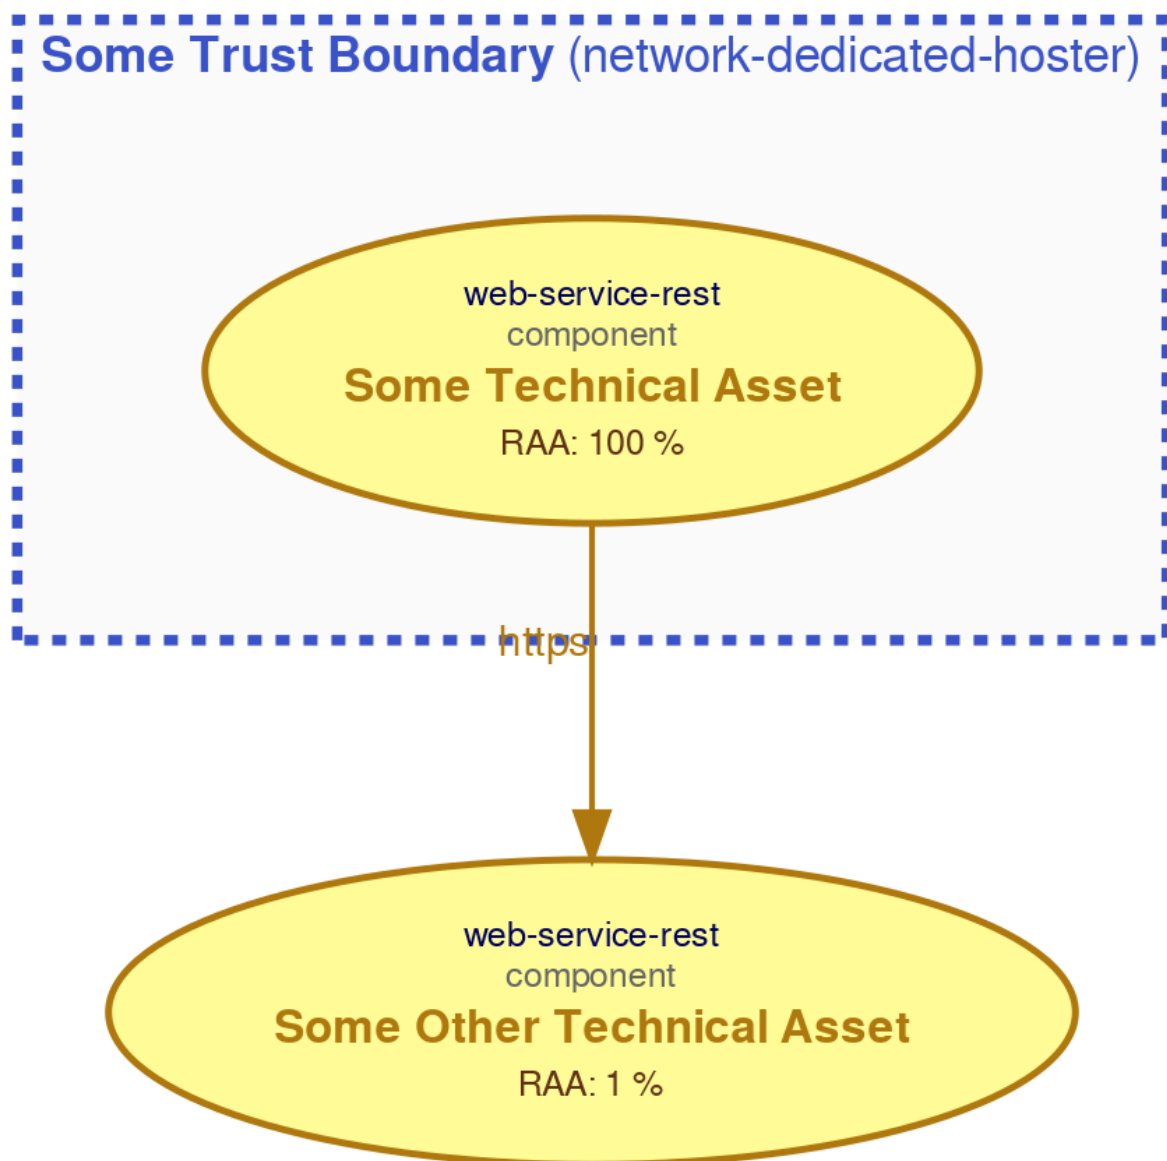 Some Trust Boundary (network-dedicated-hoster)
web-service-rest
component
Some Technical Asset
RAA: 100 %
https
web-service-rest
component
Some Other Technical Asset
RAA: 1 %